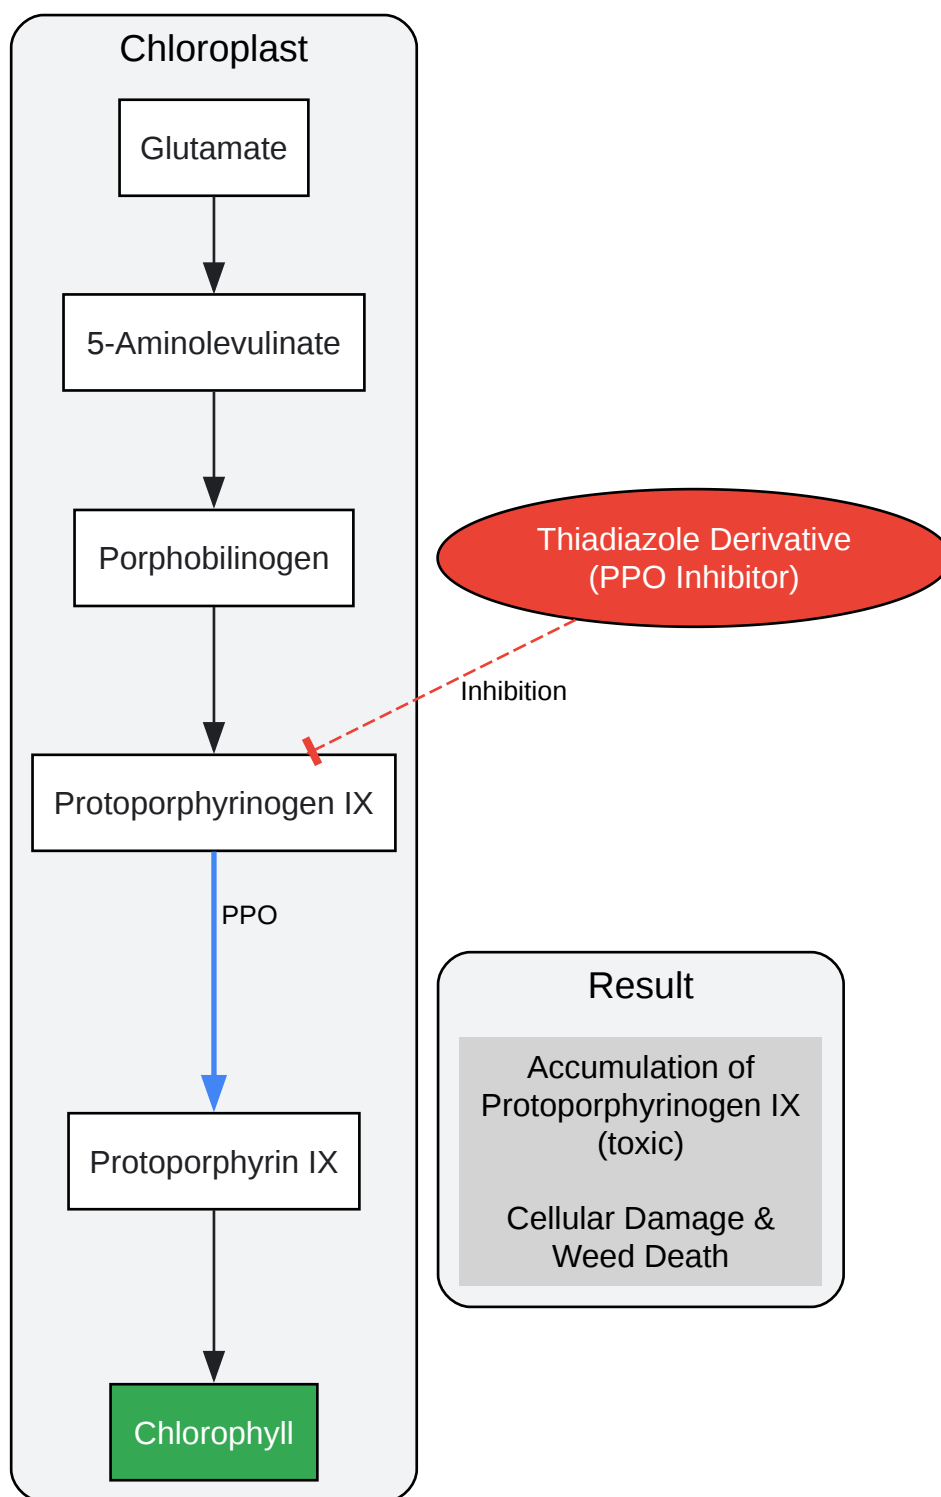 Chloroplast
Glutamate
5-Aminolevulinate
Porphobilinogen
Thiadiazole Derivative
(PPO Inhibitor)
Inhibition
Protoporphyrinogen IX
PPO
Protoporphyrin IX
Chlorophyll
Result
Accumulation of
Protoporphyrinogen IX
(toxic)
Cellular Damage &
Weed Death